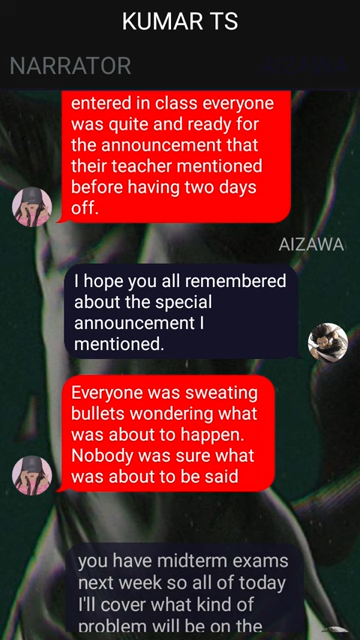 KUMAR TS
NARRATOR
entered in class everyone
was quite and ready for
the announcement that
their teacher mentioned
before having two days
off.
AIZAWA
I hope you all remembered
about the special
announcement I
mentioned.
Everyone was sweating
bullets wondering what
was about to happen.
Nobody was sure what
was about to be said
you have midterm exams
next week so all of today
I'll cover what kind of
problem will be on the